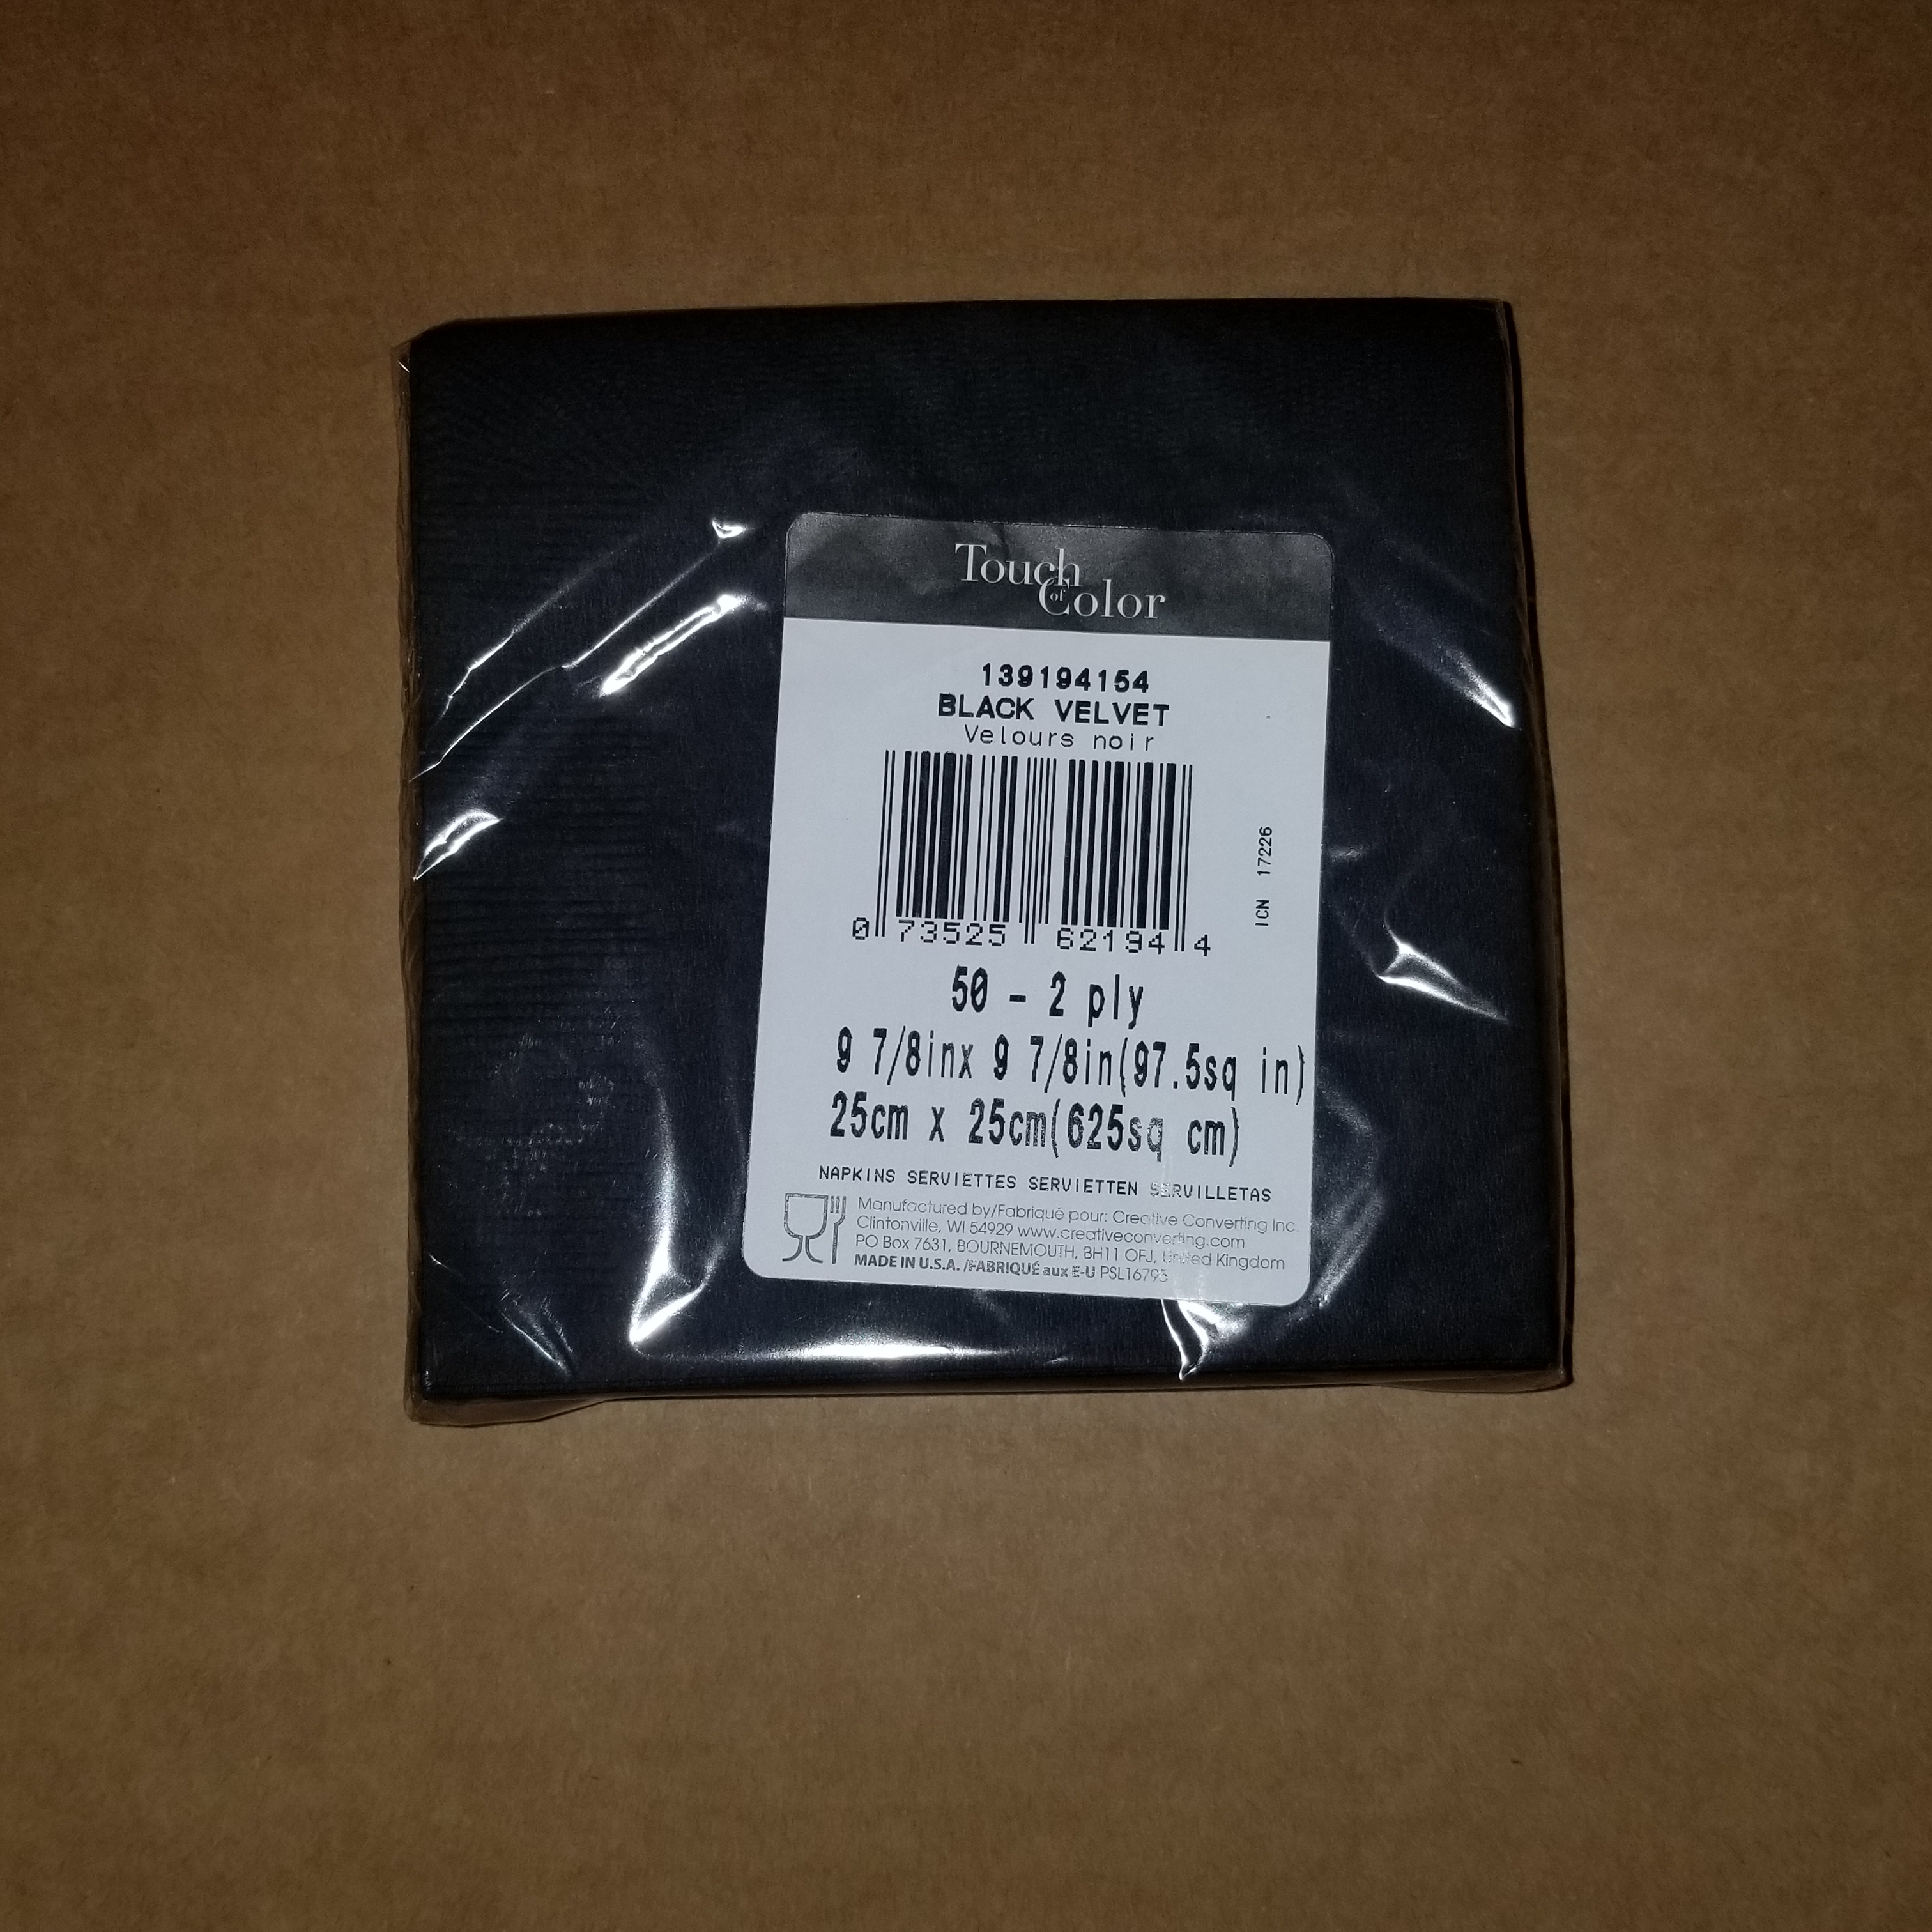 Touch
of
Color
139194154
BLACK VELVET
Velours noir
0 73525 62194 4
ICN 17226
50 - 2 ply
9 7/8inx 9 7/8in(97.5sq in)
25cm x 25cm(625sq cm)
NAPKINS SERVIETTES SERVIETTEN SERVILLETAS
Manufactured by/Fabriqué pour: Creative Converting Inc.
Clintonville, WI 54929 www.creativeconverting.com
PO Box 7631, BOURNEMOUTH, BH11 OFJ, United Kingdom
MADE IN U.S.A. /FABRIQUÉ aux E-U